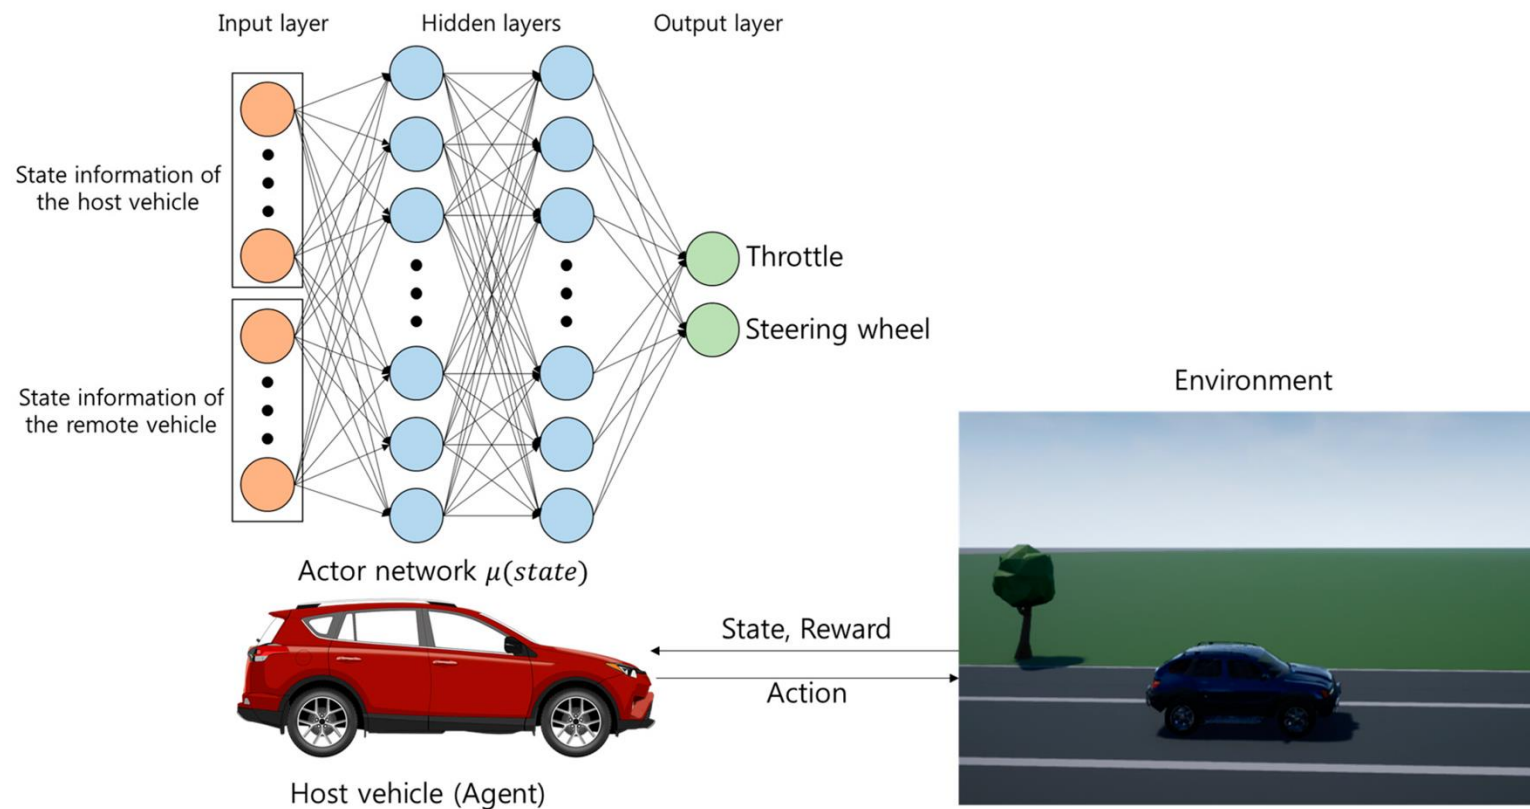 Input layer
Hidden layers
Output layer
State information of
the host vehicle
Throttle
Steering wheel
State information of
the remote vehicle
Environment
Actor network μ(state)
State, Reward
Action
Host vehicle (Agent)